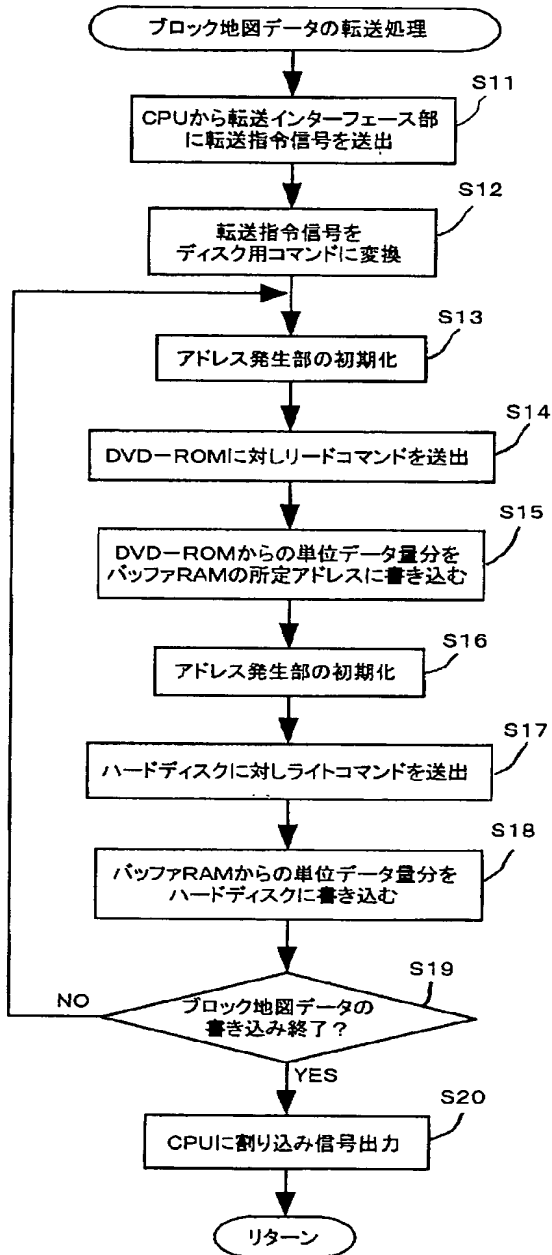 ブロック地図データの転送処理
S11
CPUから転送インターフェース部
に転送指令信号を送出
S12
転送指令信号を
ディスク用コマンドに変換
S13
アドレス発生部の初期化
S14
DVD-ROMに対しリードコマンドを送出
S15
DVD-ROMからの単位データ量分を
バッファRAMの所定アドレスに書き込む
S16
アドレス発生部の初期化
S17
ハードディスクに対しライトコマンドを送出
S18
バッファRAMからの単位データ量分を
ハードディスクに書き込む
S19
NO
ブロック地図データの
書き込み終了?
YES
S20
CPUに割り込み信号出力
リターン